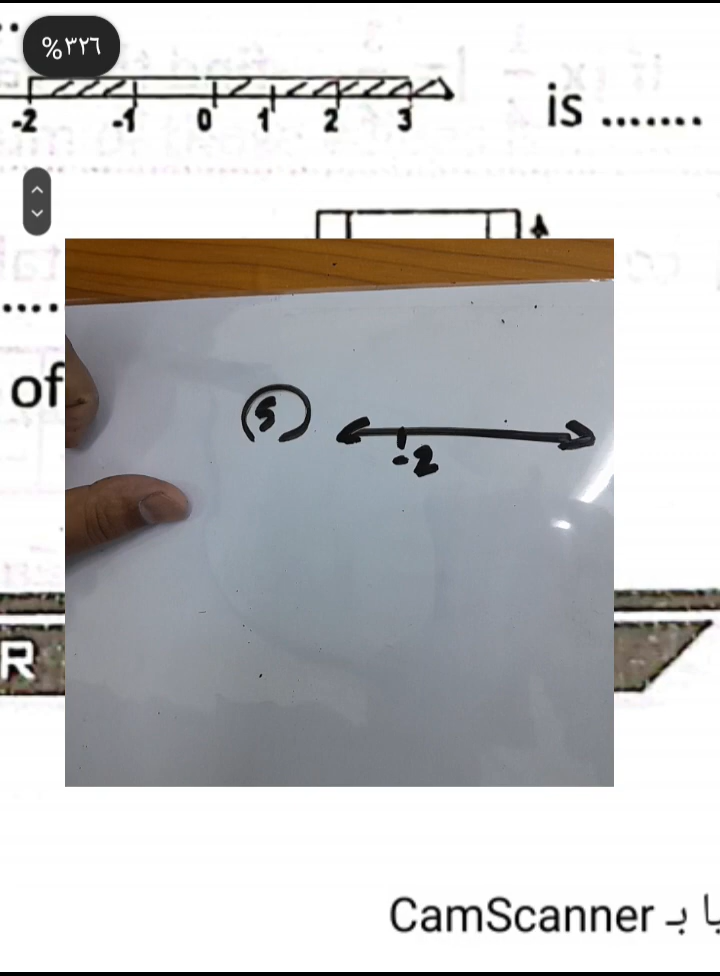 %٣٢٦
-2 -1 0 1 2 3
is .......
....
of
(5)
-2
R
CamScanner بـ